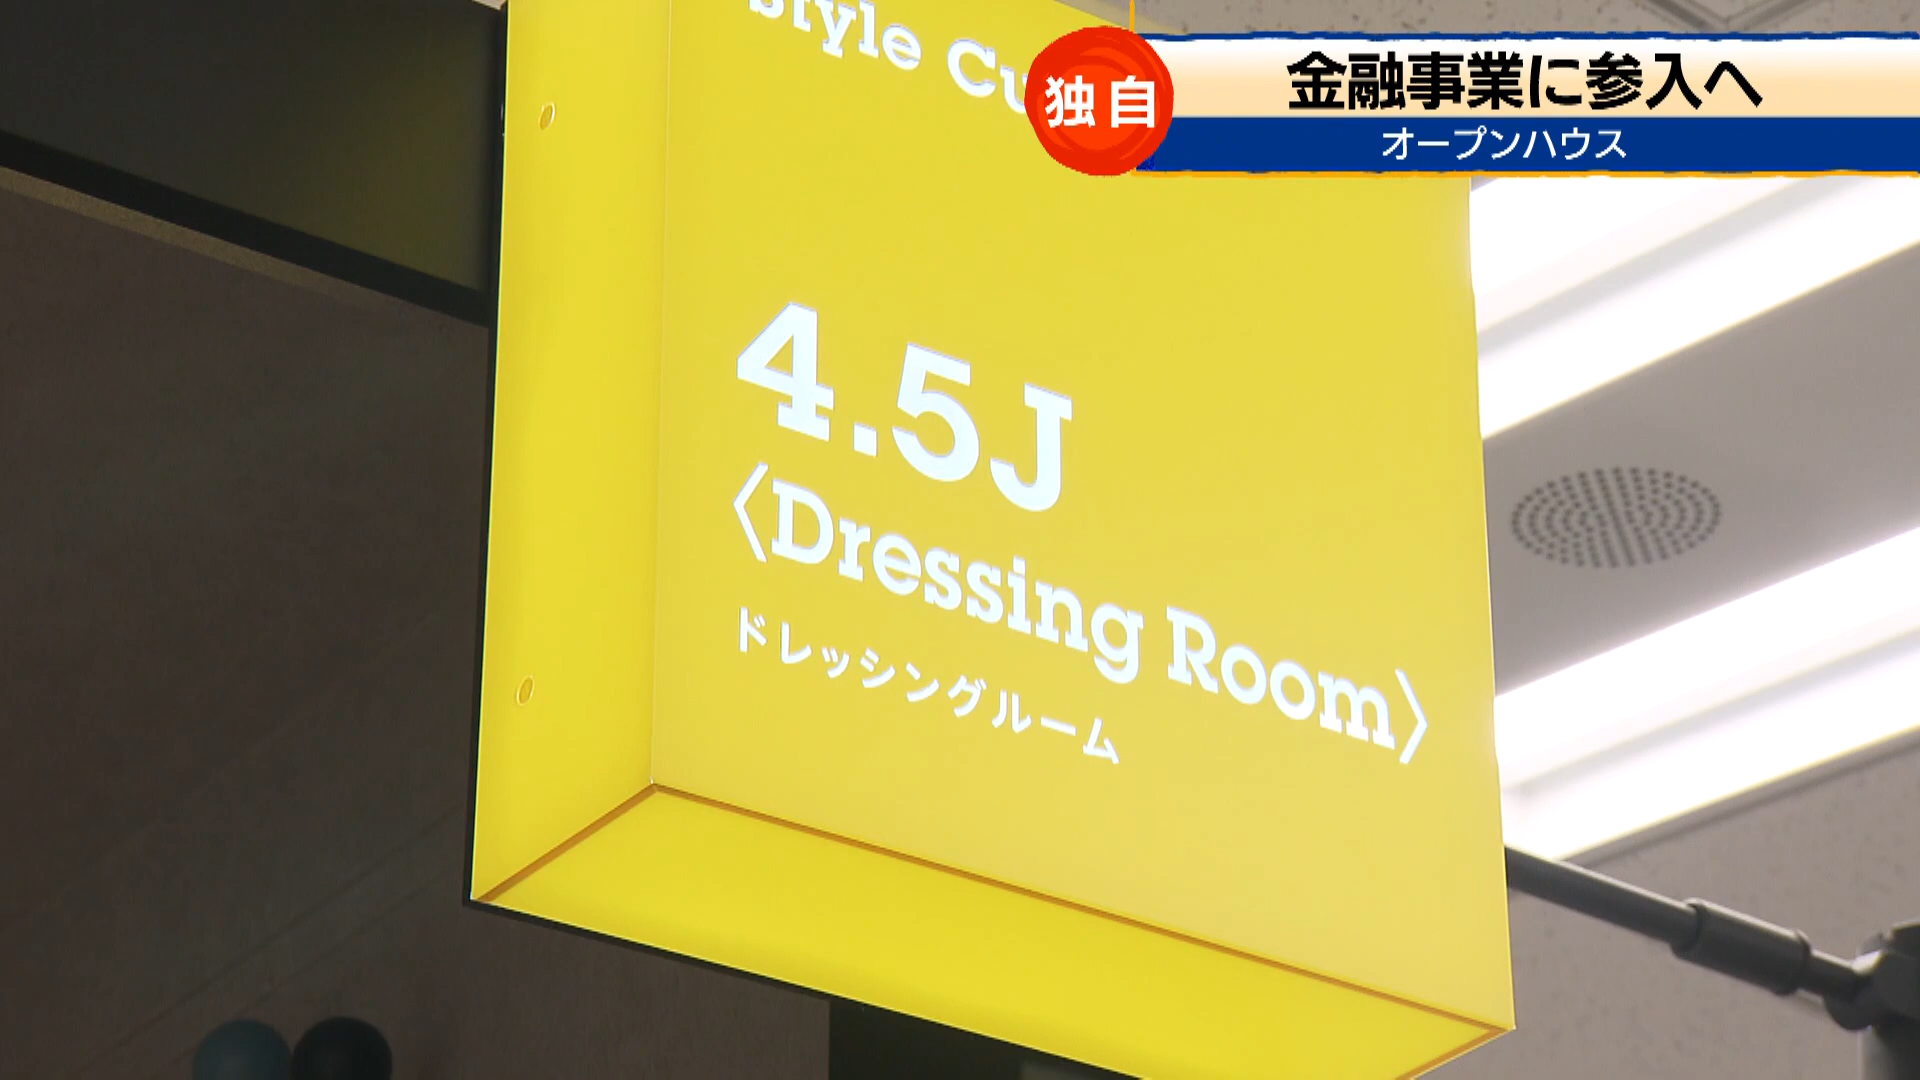 Style Cu
独自
金融事業に参入へ
オープンハウス
4.5J
〈Dressing Room〉
ドレッシングルーム